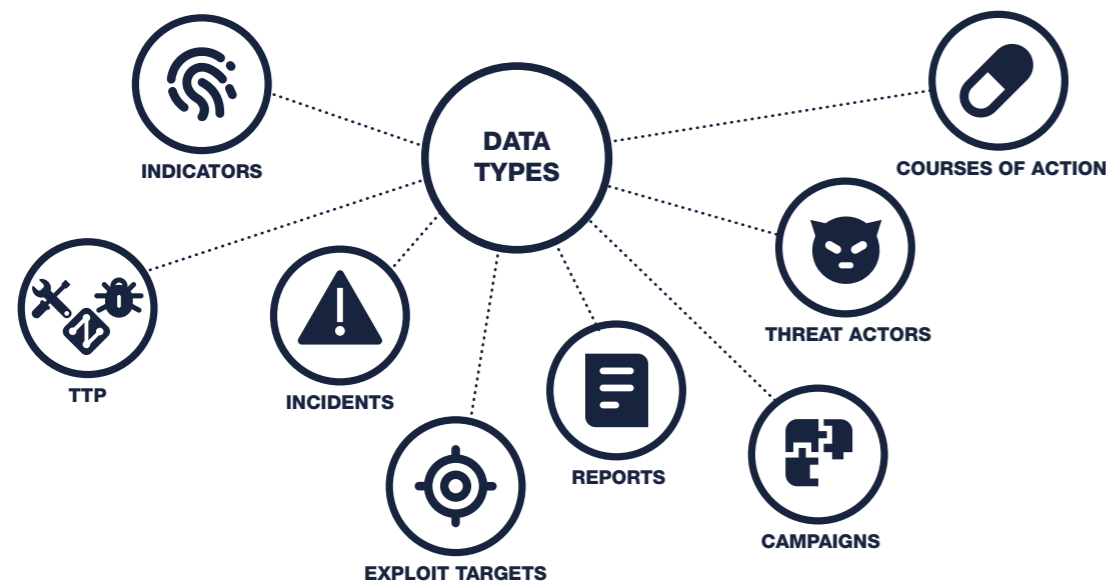 DATA
TYPES
INDICATORS
COURSES OF ACTION
THREAT ACTORS
TTP
INCIDENTS
REPORTS
CAMPAIGNS
EXPLOIT TARGETS